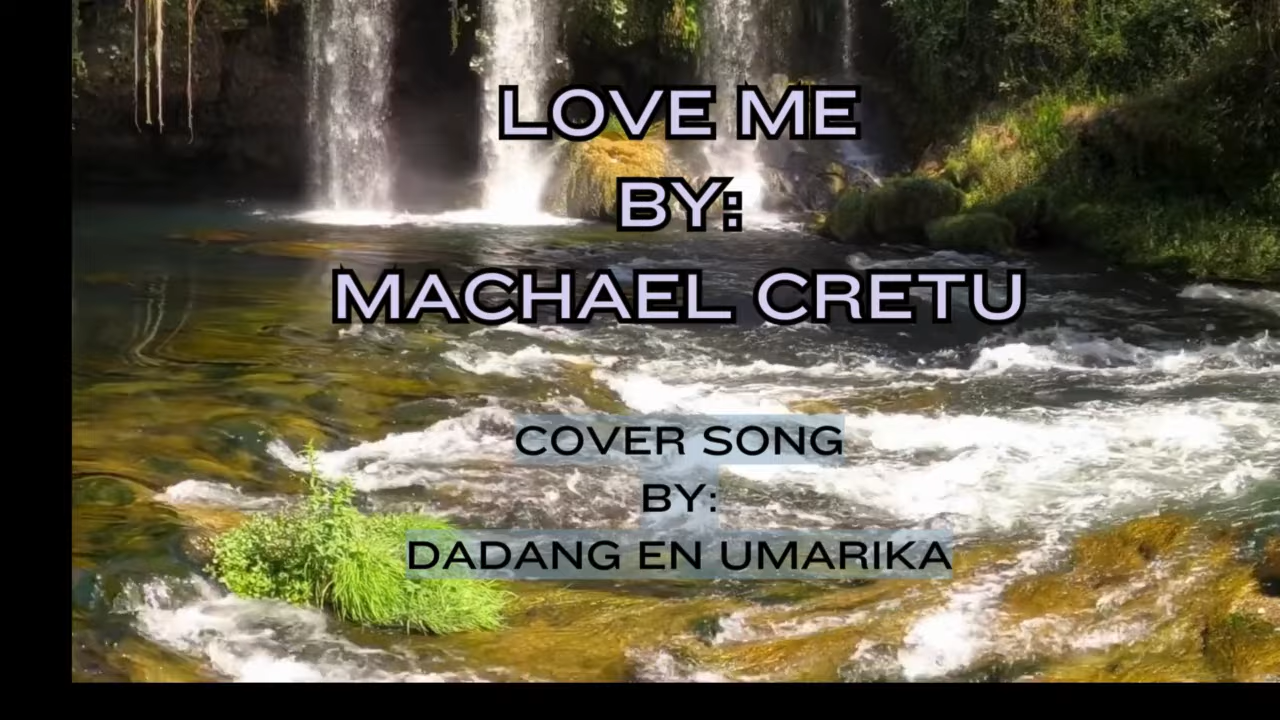 LOVE ME
BY:
MACHAEL CRETU
COVER SONG
BY:
DADANG EN UMARIKA